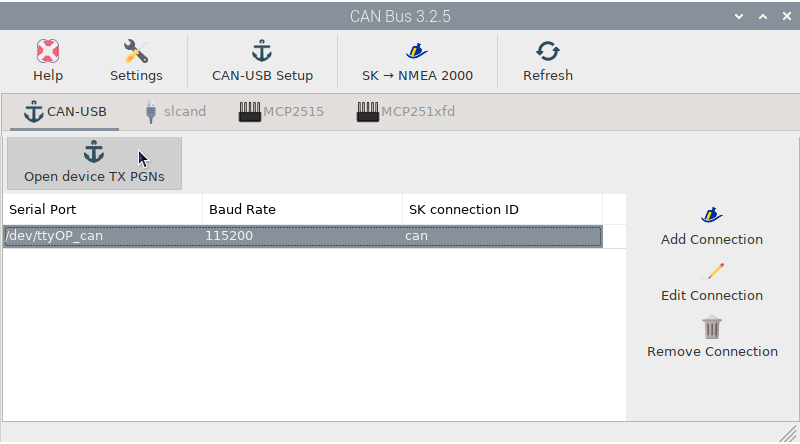 CAN Bus 3.2.5
Help Settings CAN-USB Setup SK → NMEA 2000 Refresh
CAN-USB slcand MCP2515 MCP251xfd
Open device TX PGNs
Serial Port Baud Rate SK connection ID
/dev/ttyOP_can 115200 can
Add Connection
Edit Connection
Remove Connection